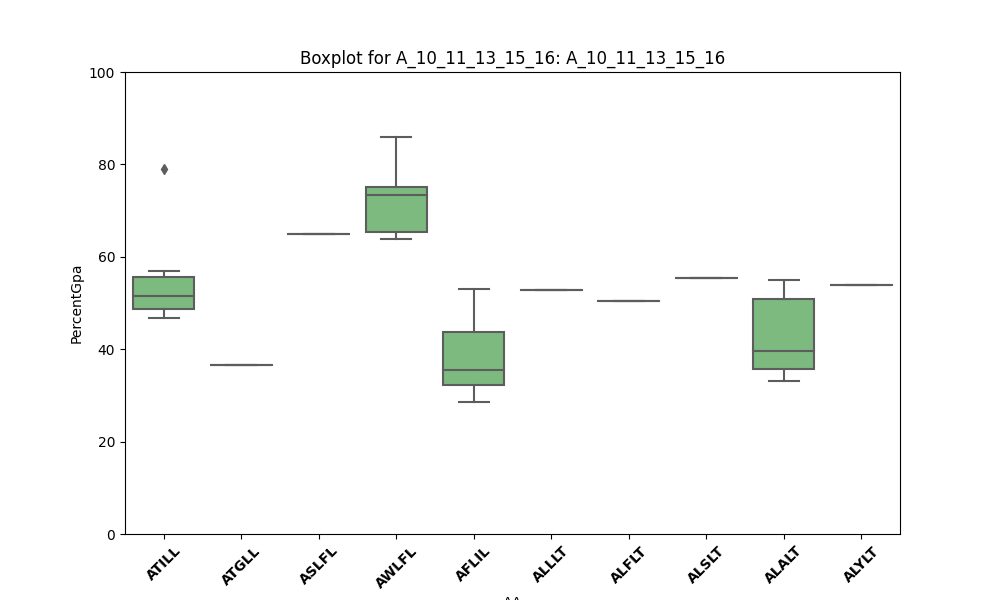 Boxplot for A_10_11_13_15_16: A_10_11_13_15_16
100
80
60
40
20
0
PercentGpa
ATILL
ATGLL
ASLFL
AWLFL
AFLIL
ALLLT
ALFLT
ALSLT
ALALT
ALYLT